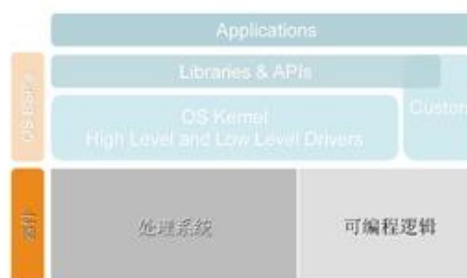 Applications
Libraries & APIs
OS Kernel
High Level and Low Level Drivers
Custom
处理系统
可编程逻辑